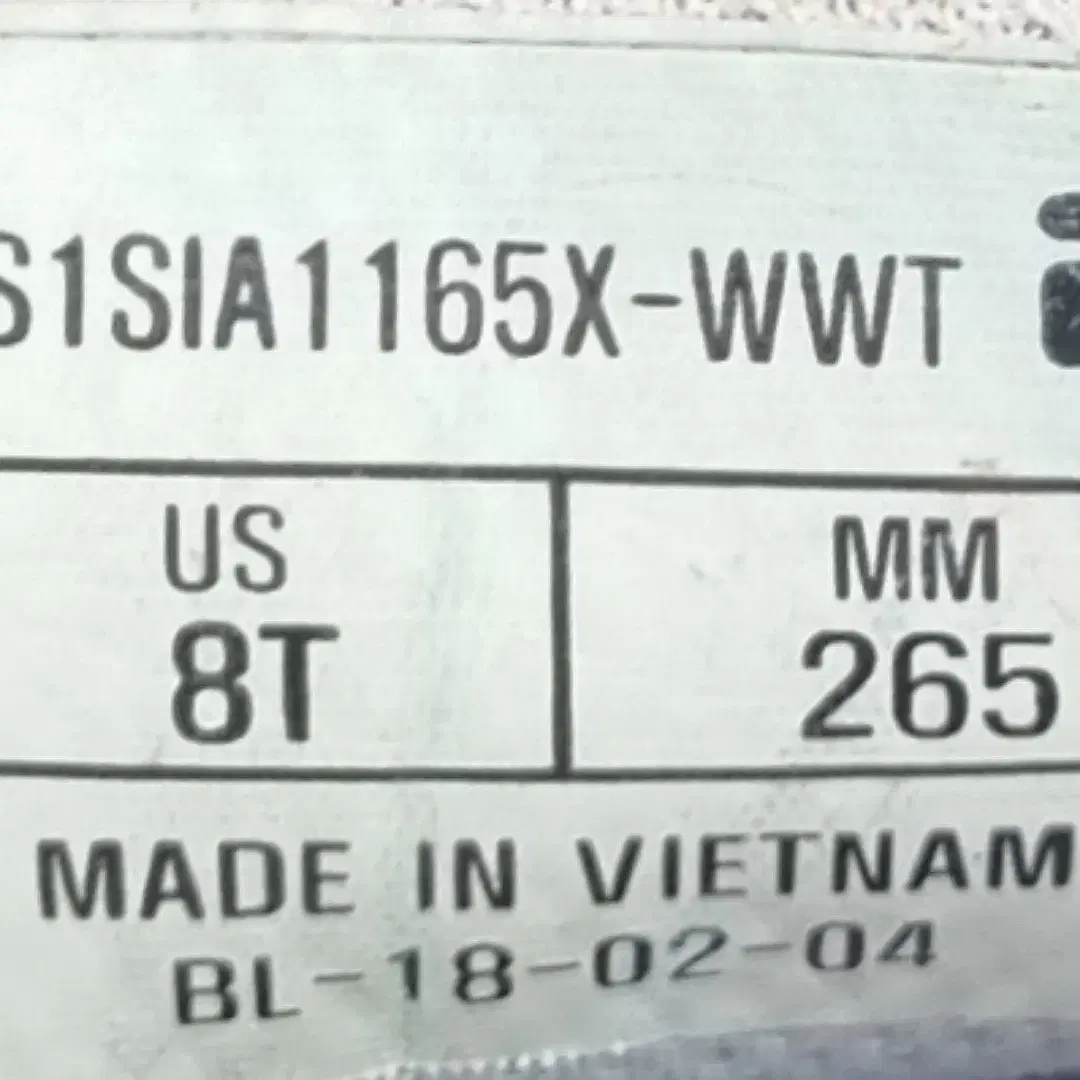 S1SIA1165X-WWT
US
8T
MM
265
MADE IN VIETNAM
BL-18-02-04